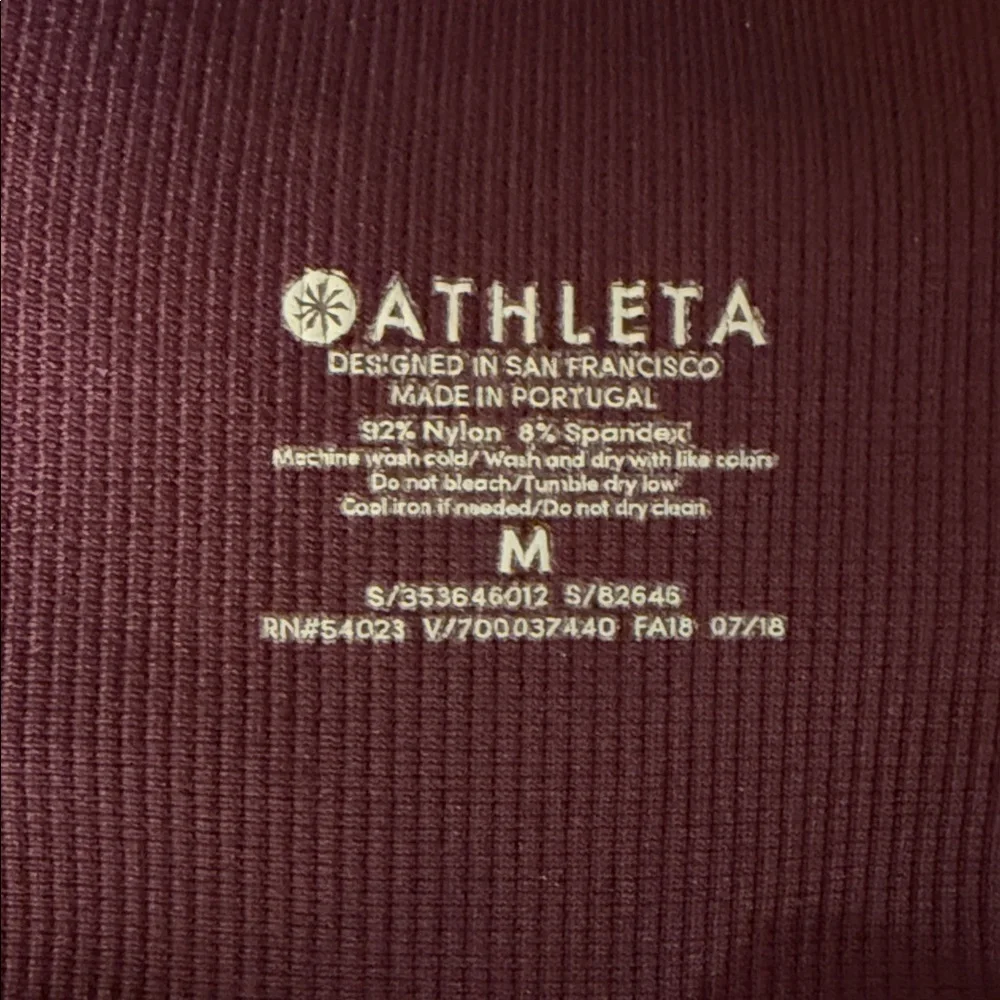 ATHLETA
DESIGNED IN SAN FRANCISCO
MADE IN PORTUGAL
92% Nylon 8% Spandex
Machine wash cold/Wash and dry with like colors
Do not bleach/Tumble dry low
Cool iron if needed/Do not dry clean
M
S/353646012 S/82646
RN#54023 V/700037440 FA18 07/18